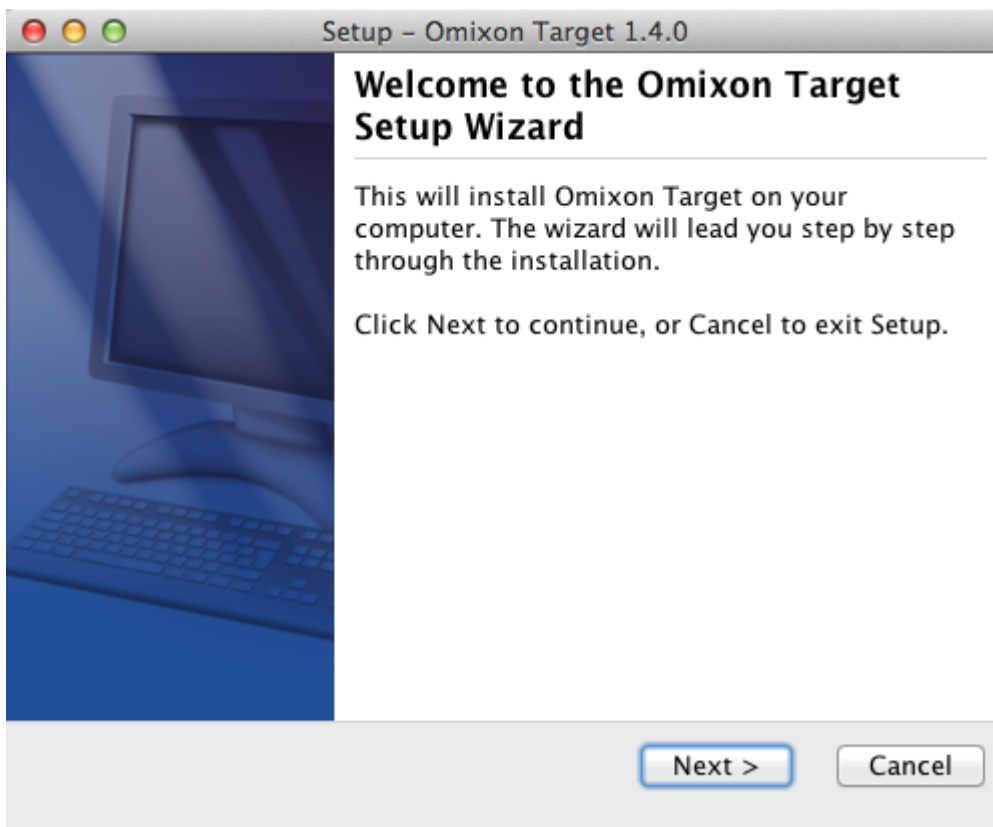 Setup – Omixon Target 1.4.0
Welcome to the Omixon Target
Setup Wizard
This will install Omixon Target on your
computer. The wizard will lead you step by step
through the installation.
Click Next to continue, or Cancel to exit Setup.
Next >
Cancel